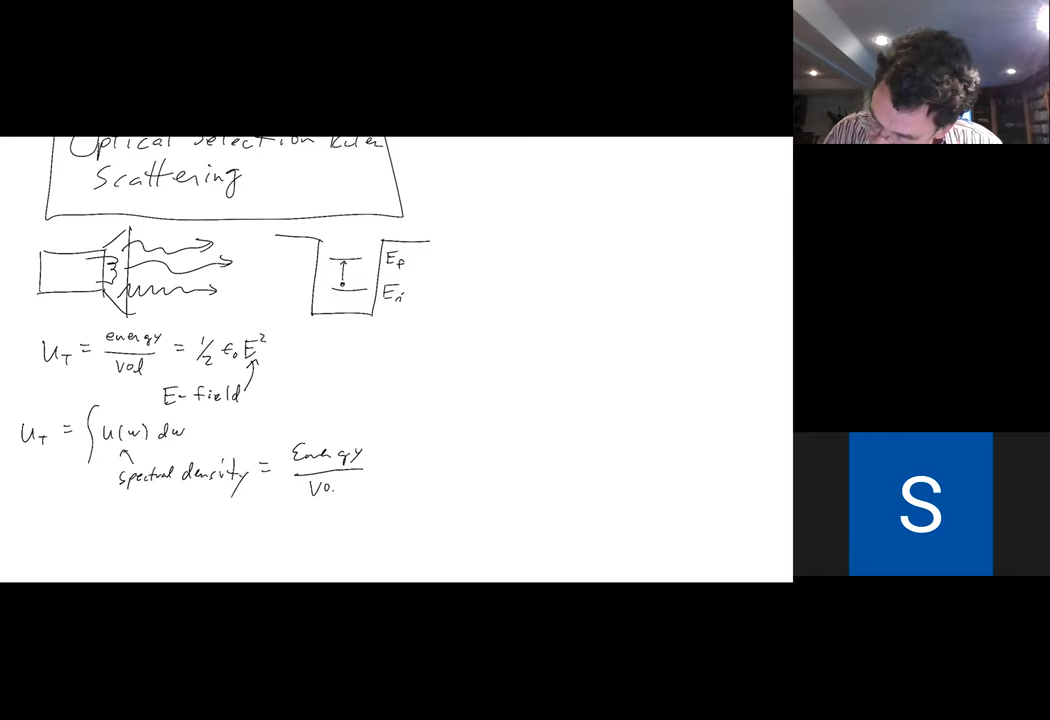 Optical Selection Rules
Scattering
E_f
E_i
U_T = energy / Vol = 1/2 ε₀ E²
E-field
U_T = ∫ u(ω) dω
spectral density = Energy / Vo
S